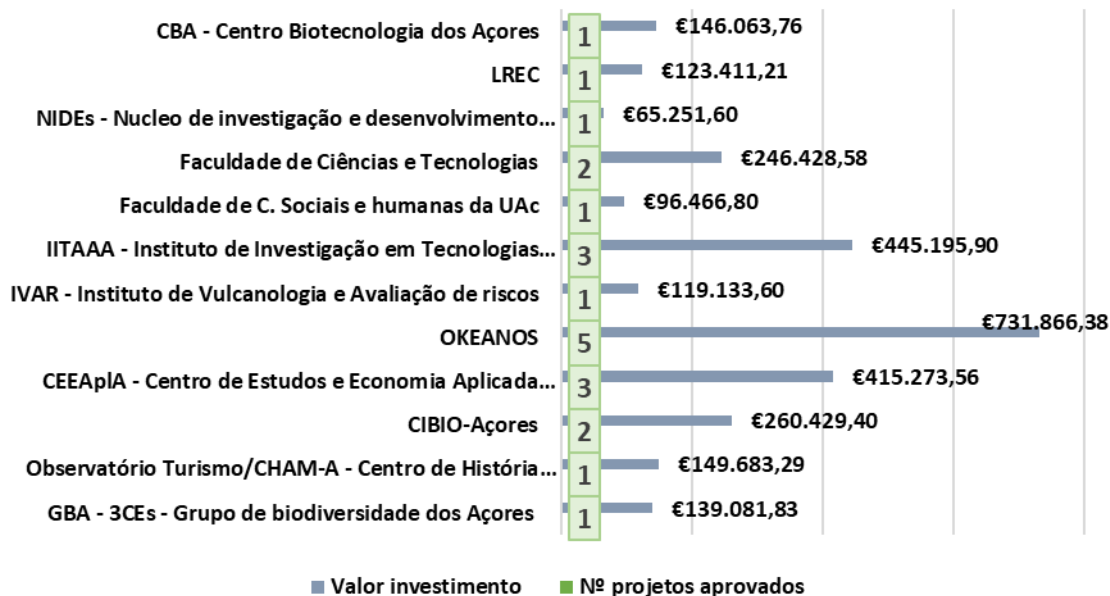 CBA - Centro Biotecnologia dos Açores 1 €146.063,76
LREC 1 €123.411,21
NIDEs - Nucleo de investigação e desenvolvimento... 1 €65.251,60
Faculdade de Ciências e Tecnologias 2 €246.428,58
Faculdade de C. Sociais e humanas da UAc 1 €96.466,80
IITAAA - Instituto de Investigação em Tecnologias... 3 €445.195,90
IVAR - Instituto de Vulcanologia e Avaliação de riscos 1 €119.133,60
OKEANOS 5 €731.866,38
CEEAplA - Centro de Estudos e Economia Aplicada... 3 €415.273,56
CIBIO-Açores 2 €260.429,40
Observatório Turismo/CHAM-A - Centro de História... 1 €149.683,29
GBA - 3CEs - Grupo de biodiversidade dos Açores 1 €139.081,83
Valor investimento Nº projetos aprovados